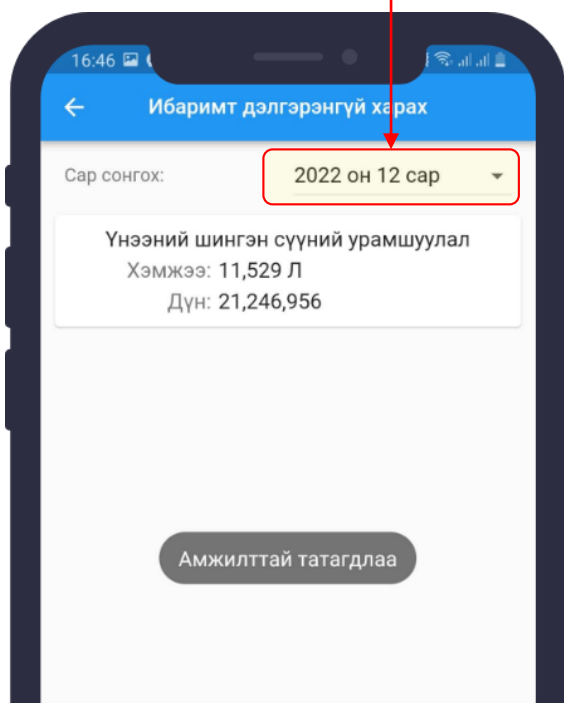 16:46
Ибаримт дэлгэрэнгүй харах
Сар сонгох: 2022 он 12 сар
Үнээний шингэн сүүний урамшуулал
Хэмжээ: 11,529 Л
Дүн: 21,246,956
Амжилттай татагдлаа